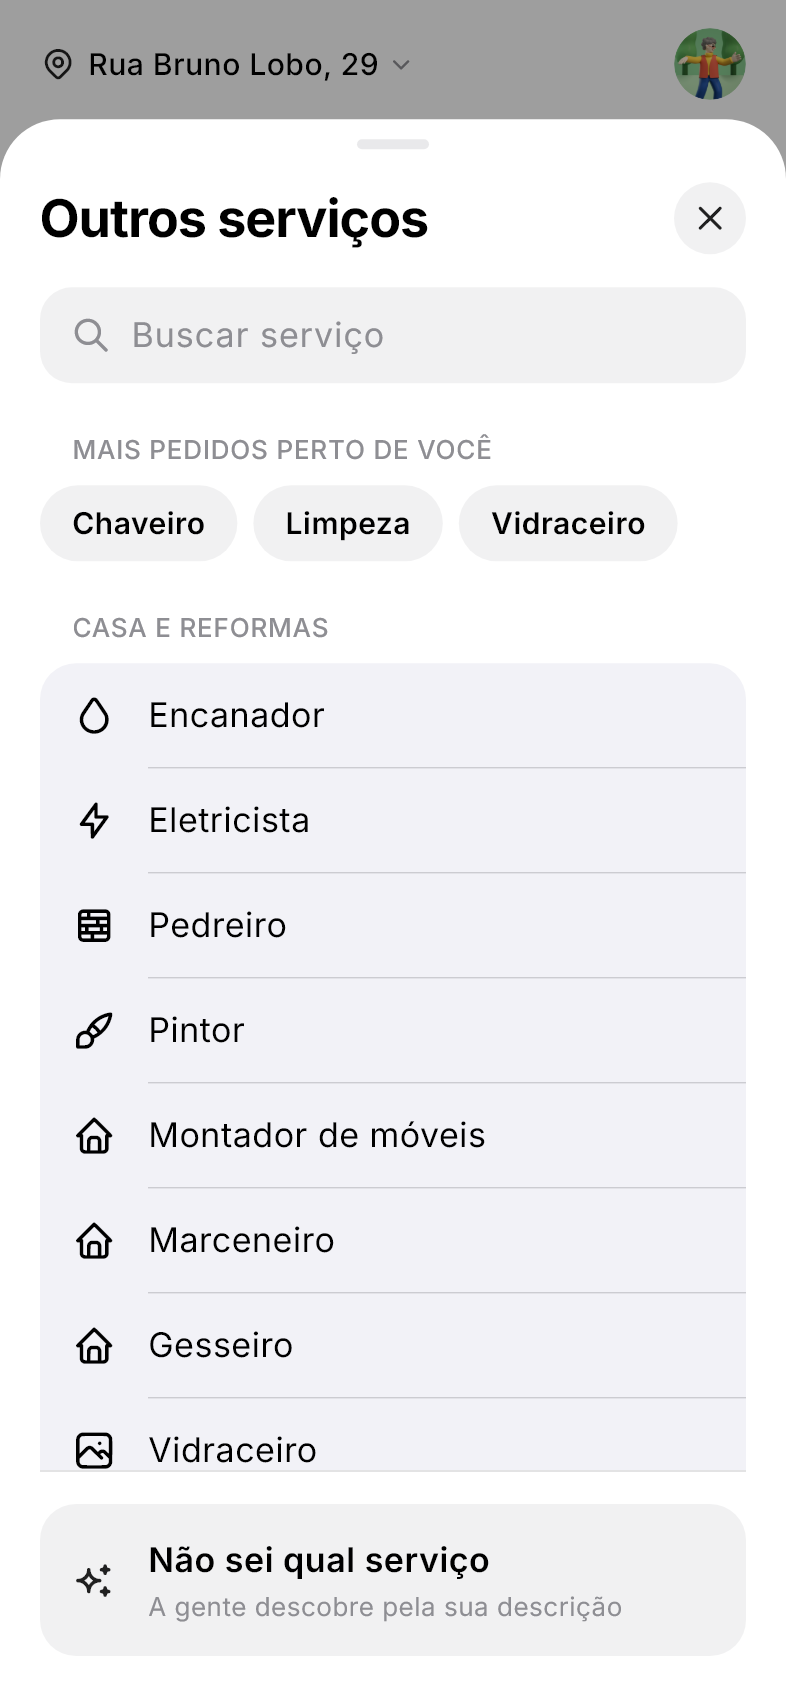 Rua Bruno Lobo, 29
Outros serviços
Buscar serviço
MAIS PEDIDOS PERTO DE VOCÊ
Chaveiro Limpeza Vidraceiro
CASA E REFORMAS
Encanador
Eletricista
Pedreiro
Pintor
Montador de móveis
Marceneiro
Gesseiro
Vidraceiro
Não sei qual serviço
A gente descobre pela sua descrição